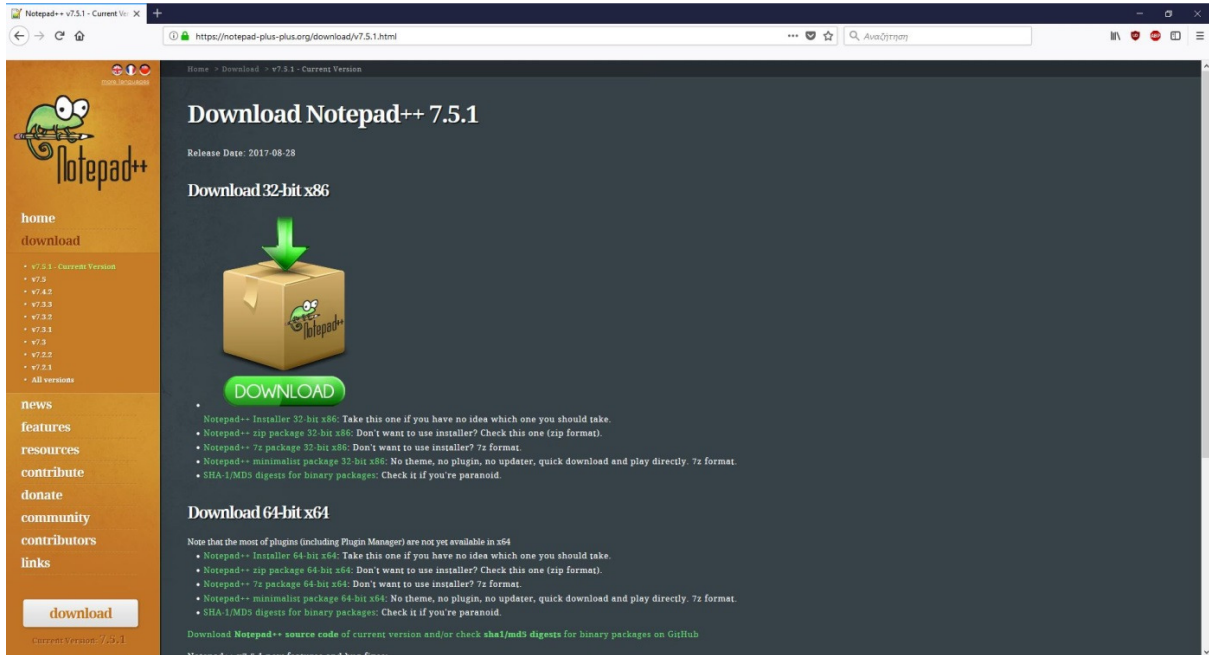 Notepad++ v7.5.1 - Current Ve
https://notepad-plus-plus.org/download/v7.5.1.html
Αναζήτηση
more languages
Notepad++
home
download
v7.5.1 - Current Version
v7.5
v7.4.2
v7.3.3
v7.3.2
v7.3.1
v7.3
v7.2.2
v7.2.1
All versions
news
features
resources
contribute
donate
community
contributors
links
download
Current Version: 7.5.1
Home > Download > v7.5.1 - Current Version
Download Notepad++ 7.5.1
Release Date: 2017-08-28
Download 32-bit x86
Notepad++
DOWNLOAD
Notepad++ Installer 32-bit x86: Take this one if you have no idea which one you should take.
Notepad++ zip package 32-bit x86: Don't want to use installer? Check this one (zip format).
Notepad++ 7z package 32-bit x86: Don't want to use installer? 7z format.
Notepad++ minimalist package 32-bit x86: No theme, no plugin, no updater, quick download and play directly. 7z format.
SHA-1/MD5 digests for binary packages: Check it if you're paranoid.
Download 64-bit x64
Note that the most of plugins (including Plugin Manager) are not yet available in x64
Notepad++ Installer 64-bit x64: Take this one if you have no idea which one you should take.
Notepad++ zip package 64-bit x64: Don't want to use installer? Check this one (zip format).
Notepad++ 7z package 64-bit x64: Don't want to use installer? 7z format.
Notepad++ minimalist package 64-bit x64: No theme, no plugin, no updater, quick download and play directly. 7z format.
SHA-1/MD5 digests for binary packages: Check it if you're paranoid.
Download Notepad++ source code of current version and/or check sha1/md5 digests for binary packages on GitHub